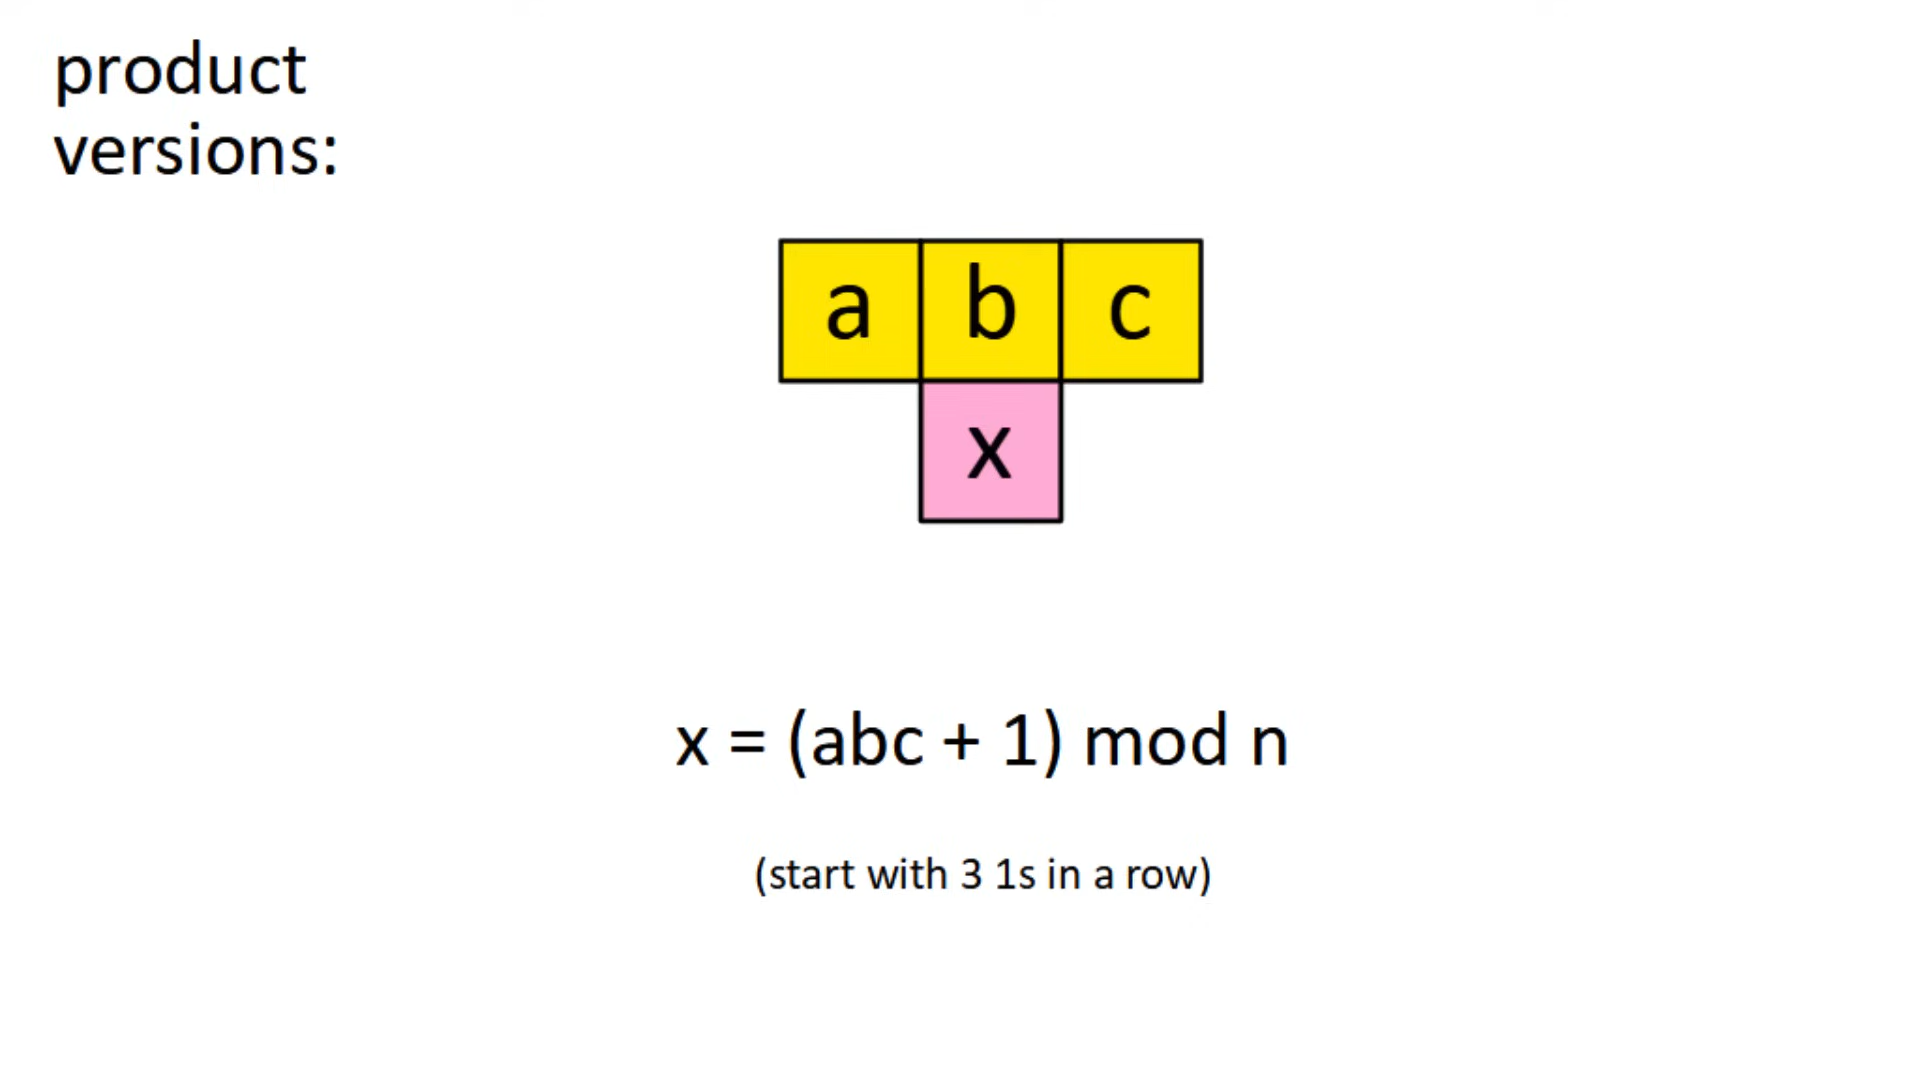 product
versions:
a b c
x
x = (abc + 1) mod n
(start with 3 1s in a row)